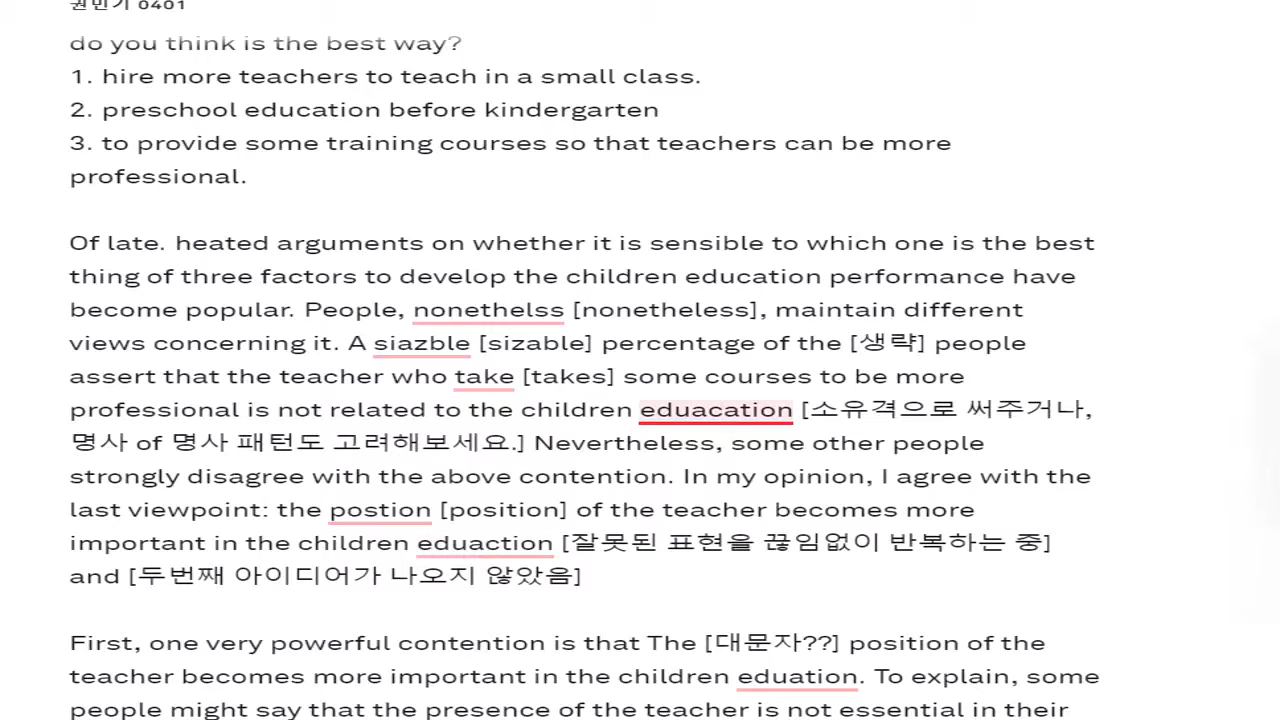 권민기 0401
do you think is the best way?
1. hire more teachers to teach in a small class.
2. preschool education before kindergarten
3. to provide some training courses so that teachers can be more
professional.
Of late. heated arguments on whether it is sensible to which one is the best
thing of three factors to develop the children education performance have
become popular. People, nonethelss [nonetheless], maintain different
views concerning it. A siazble [sizable] percentage of the [생략] people
assert that the teacher who take [takes] some courses to be more
professional is not related to the children eduacation [소유격으로 써주거나,
명사 of 명사 패턴도 고려해보세요.] Nevertheless, some other people
strongly disagree with the above contention. In my opinion, I agree with the
last viewpoint: the postion [position] of the teacher becomes more
important in the children eduaction [잘못된 표현을 끊임없이 반복하는 중]
and [두번째 아이디어가 나오지 않았음]
First, one very powerful contention is that The [대문자??] position of the
teacher becomes more important in the children eduation. To explain, some
people might say that the presence of the teacher is not essential in their